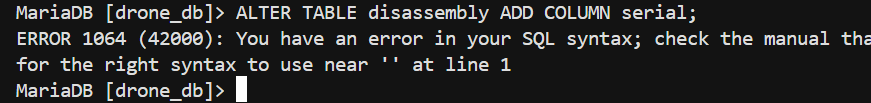 MariaDB [drone_db]> ALTER TABLE disassembly ADD COLUMN serial;
ERROR 1064 (42000): You have an error in your SQL syntax; check the manual tha
for the right syntax to use near '' at line 1
MariaDB [drone_db]>